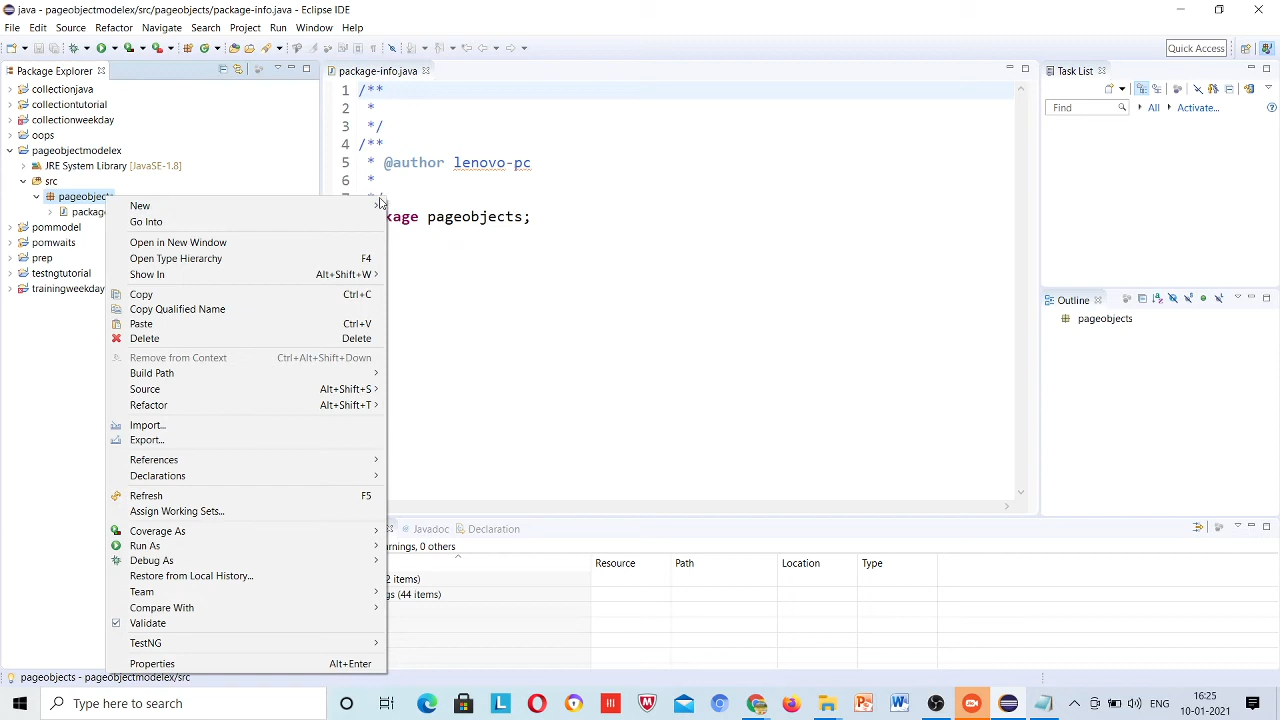 java - pageobjectmodelex/src/pageobjects/package-info.java - Eclipse IDE
File Edit Source Refactor Navigate Search Project Run Window Help
Quick Access
Package Explorer
package-info.java
Task List
collectionjava
collectiontutorial
collectionweekday
oops
pageobjectmodelex
JRE System Library [JavaSE-1.8]
src
pageobjects
package
pommodel
pomwaits
prep
testngtutorial
trainingweekday
1 /**
2 *
3 */
4 /**
5 * @author lenovo-pc
6 *
7 */
kage pageobjects;
Find
All
Activate...
Outline
pageobjects
New
Go Into
Open in New Window
Open Type Hierarchy F4
Show In Alt+Shift+W
Copy Ctrl+C
Copy Qualified Name
Paste Ctrl+V
Delete Delete
Remove from Context Ctrl+Alt+Shift+Down
Build Path
Source Alt+Shift+S
Refactor Alt+Shift+T
Import...
Export...
References
Declarations
Refresh F5
Assign Working Sets...
Coverage As
Run As
Debug As
Restore from Local History...
Team
Compare With
Validate
TestNG
Properties Alt+Enter
Javadoc
Declaration
rnings, 0 others
Resource Path Location Type
2 items)
gs (44 items)
pageobjects - pageobjectmodelex/src
Type here to search
ENG
16:25
10-01-2021